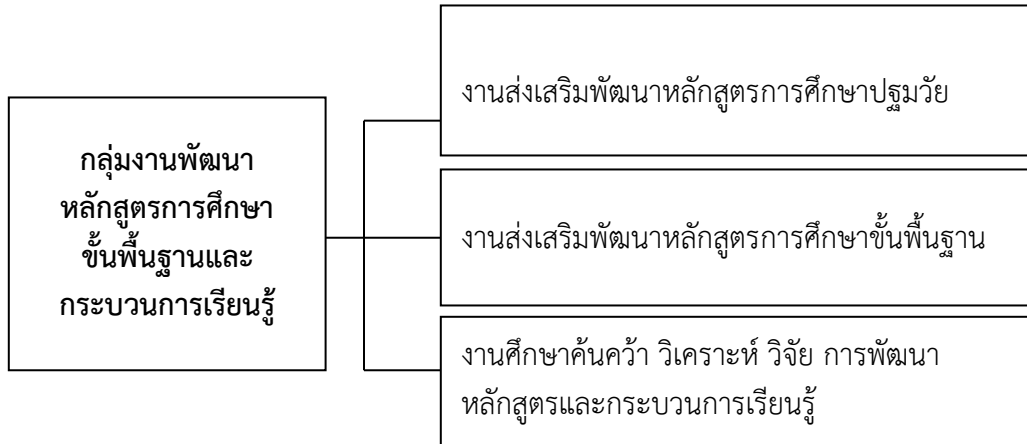 กลุ่มงานพัฒนา
หลักสูตรการศึกษา
ขั้นพื้นฐานและ
กระบวนการเรียนรู้
งานส่งเสริมพัฒนาหลักสูตรการศึกษาปฐมวัย
งานส่งเสริมพัฒนาหลักสูตรการศึกษาขั้นพื้นฐาน
งานศึกษาค้นคว้า วิเคราะห์ วิจัย การพัฒนา
หลักสูตรและกระบวนการเรียนรู้